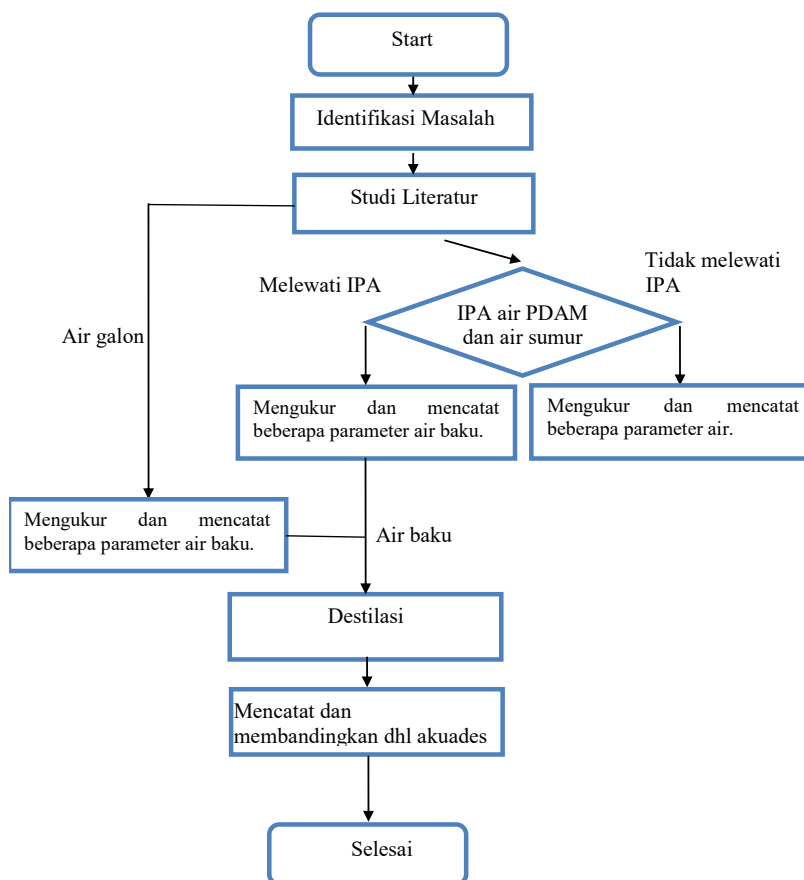 Start
Identifikasi Masalah
Studi Literatur
Melewati IPA
Tidak melewati
IPA
IPA air PDAM
dan air sumur
Air galon
Mengukur dan mencatat
beberapa parameter air baku.
Mengukur dan mencatat
beberapa parameter air.
Mengukur dan mencatat
beberapa parameter air baku.
Air baku
Destilasi
Mencatat dan
membandingkan dhl akuades
Selesai